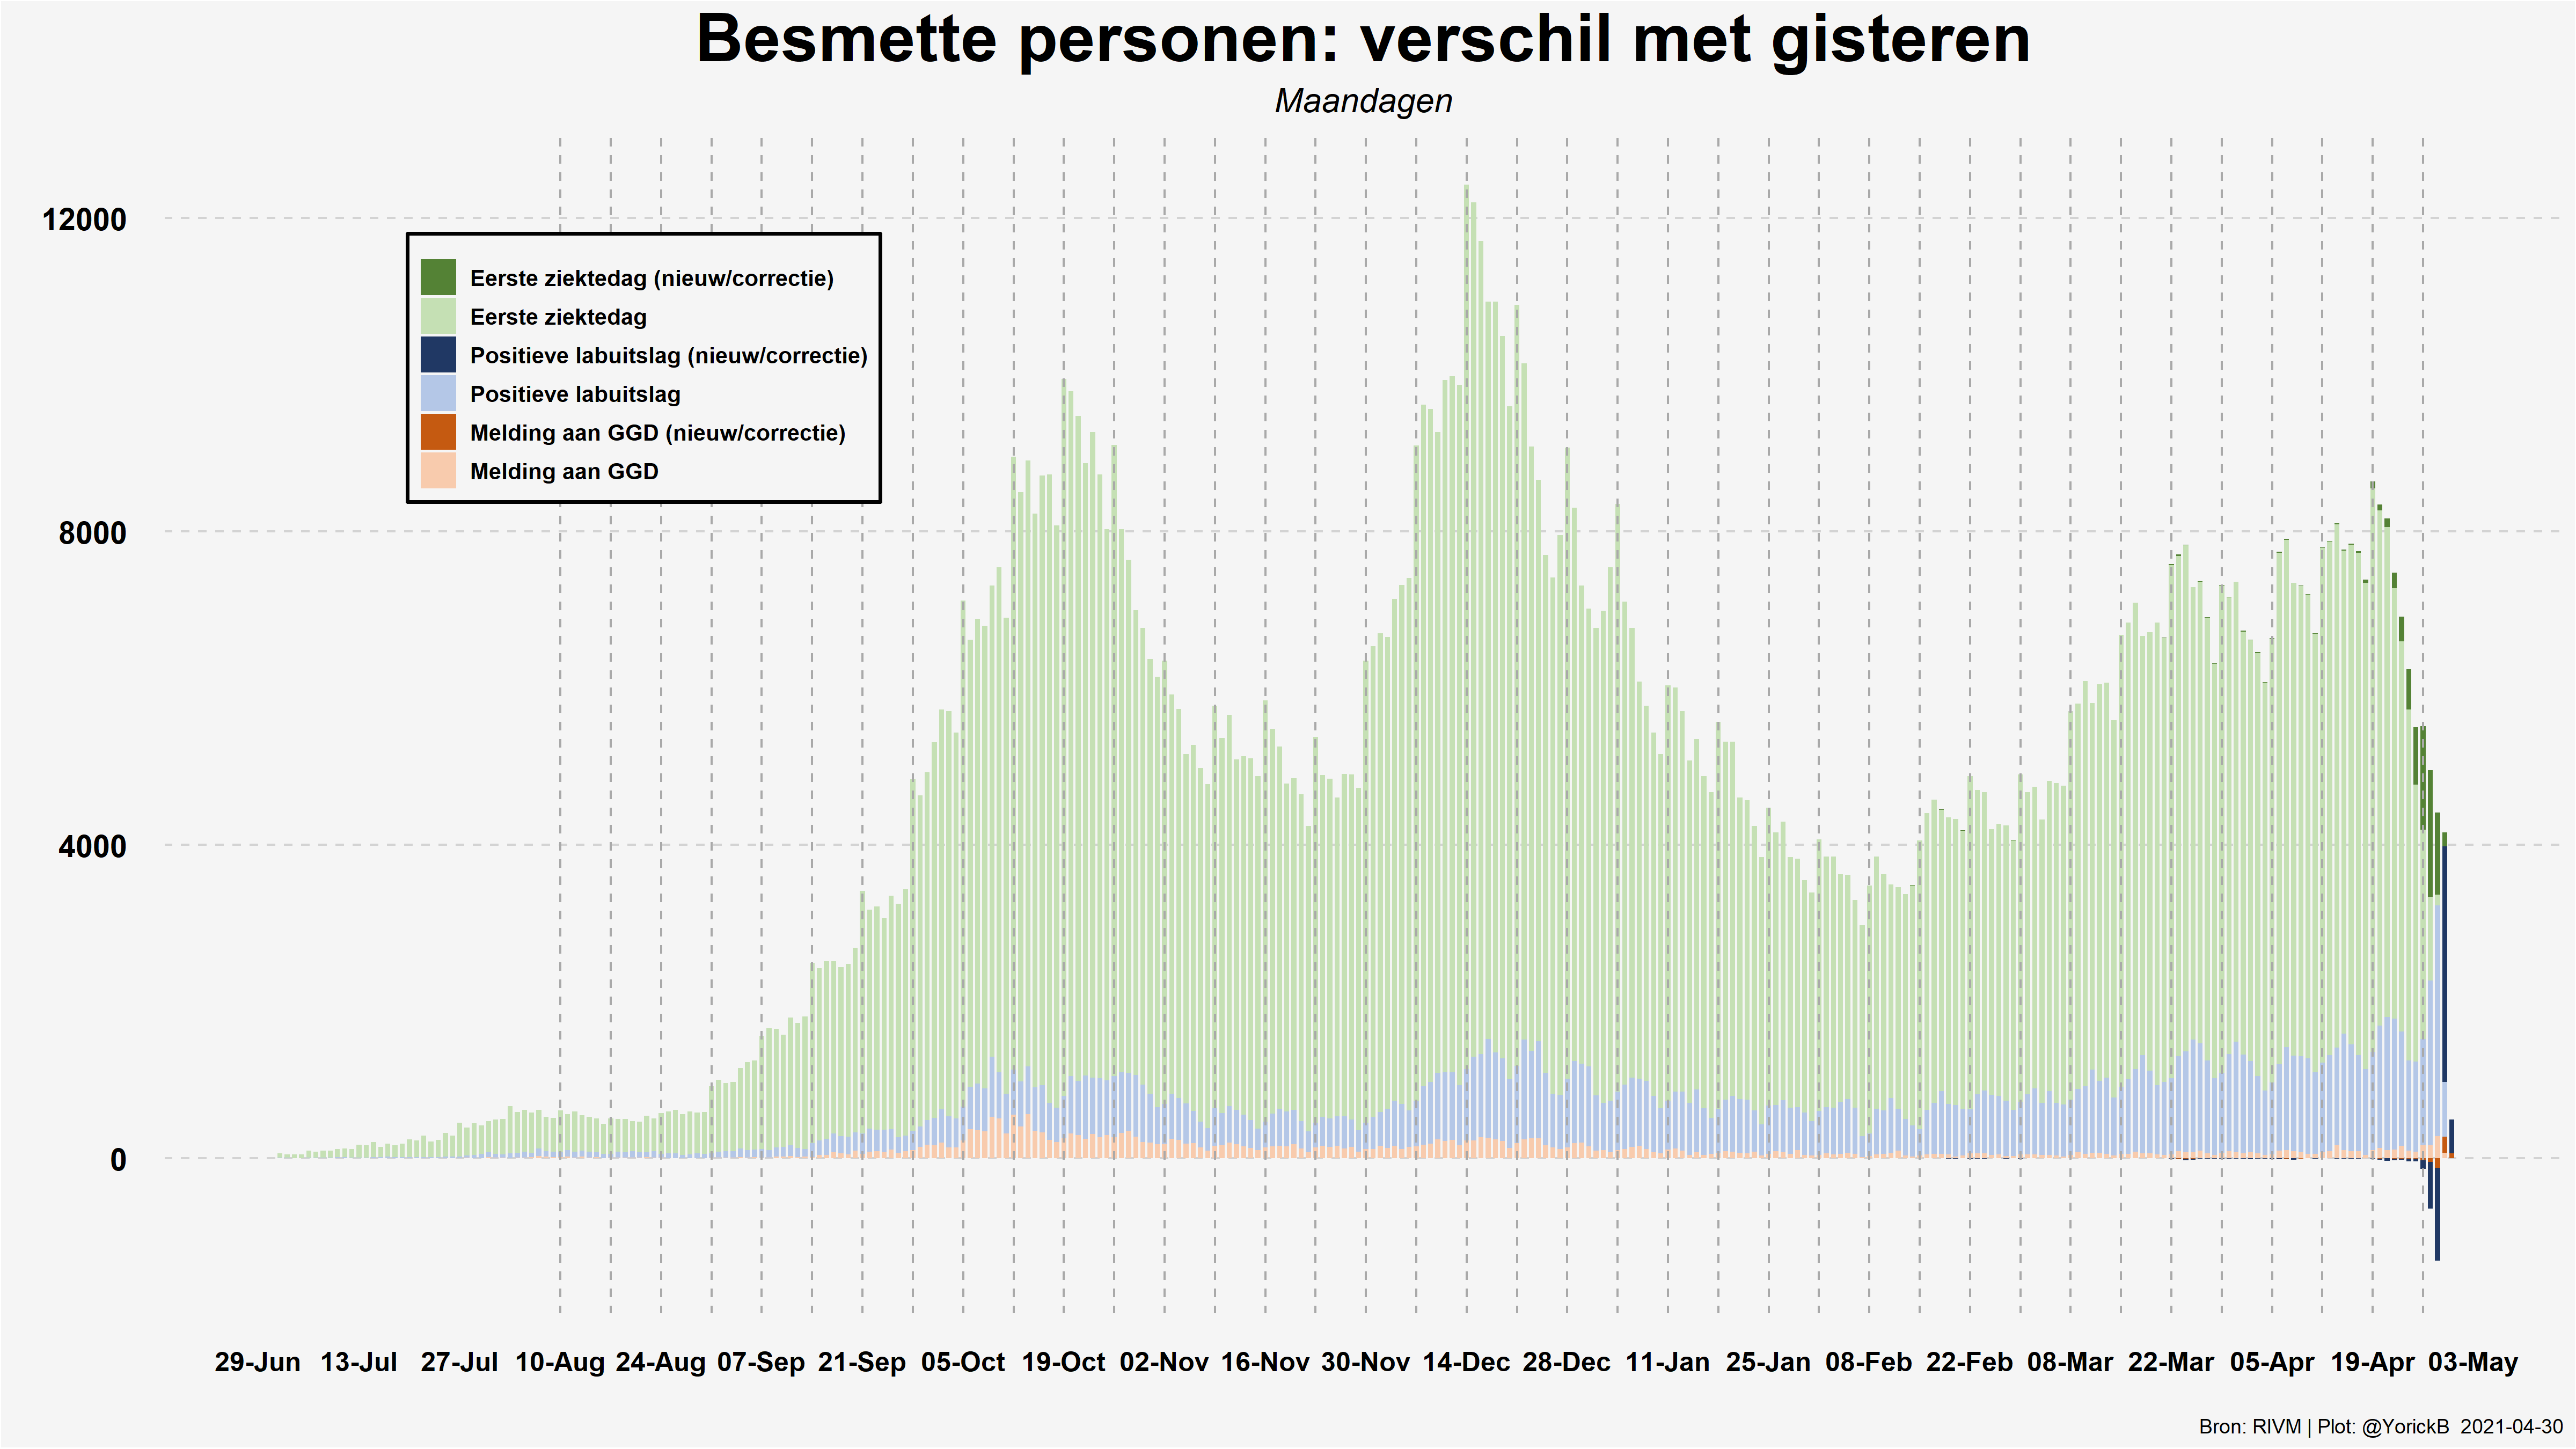 Besmette personen: verschil met gisteren
Maandagen
12000
8000
4000
0
Eerste ziektedag (nieuw/correctie)
Eerste ziektedag
Positieve labuitslag (nieuw/correctie)
Positieve labuitslag
Melding aan GGD (nieuw/correctie)
Melding aan GGD
29-Jun 13-Jul 27-Jul 10-Aug 24-Aug 07-Sep 21-Sep 05-Oct 19-Oct 02-Nov 16-Nov 30-Nov 14-Dec 28-Dec 11-Jan 25-Jan 08-Feb 22-Feb 08-Mar 22-Mar 05-Apr 19-Apr 03-May
Bron: RIVM | Plot: @YorickB 2021-04-30